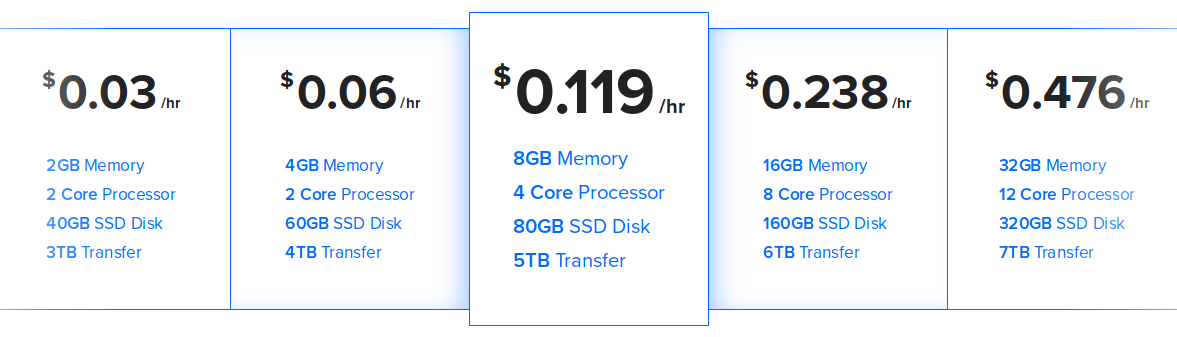 $0.03/hr
2GB Memory
2 Core Processor
40GB SSD Disk
3TB Transfer
$0.06/hr
4GB Memory
2 Core Processor
60GB SSD Disk
4TB Transfer
$0.119/hr
8GB Memory
4 Core Processor
80GB SSD Disk
5TB Transfer
$0.238/hr
16GB Memory
8 Core Processor
160GB SSD Disk
6TB Transfer
$0.476/hr
32GB Memory
12 Core Processor
320GB SSD Disk
7TB Transfer